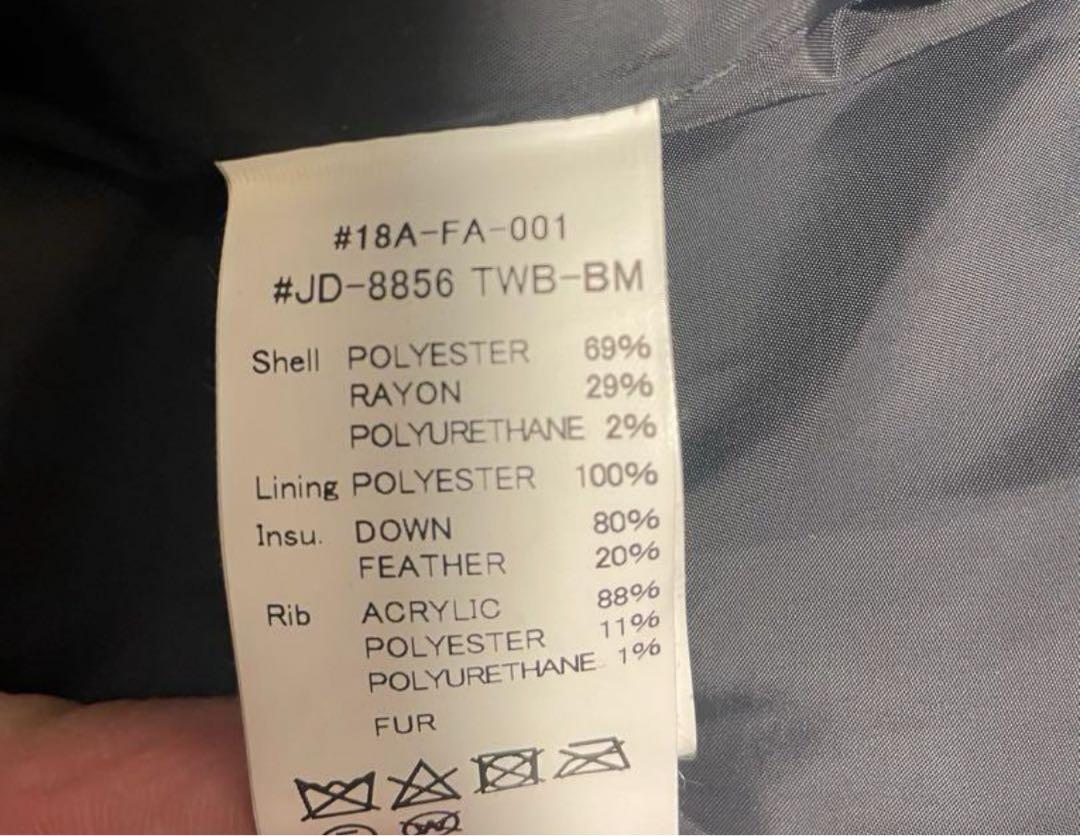 #18A-FA-001
#JD-8856 TWB-BM
Shell POLYESTER 69%
RAYON 29%
POLYURETHANE 2%
Lining POLYESTER 100%
Insu. DOWN 80%
FEATHER 20%
Rib ACRYLIC 88%
POLYESTER 11%
POLYURETHANE 1%
FUR